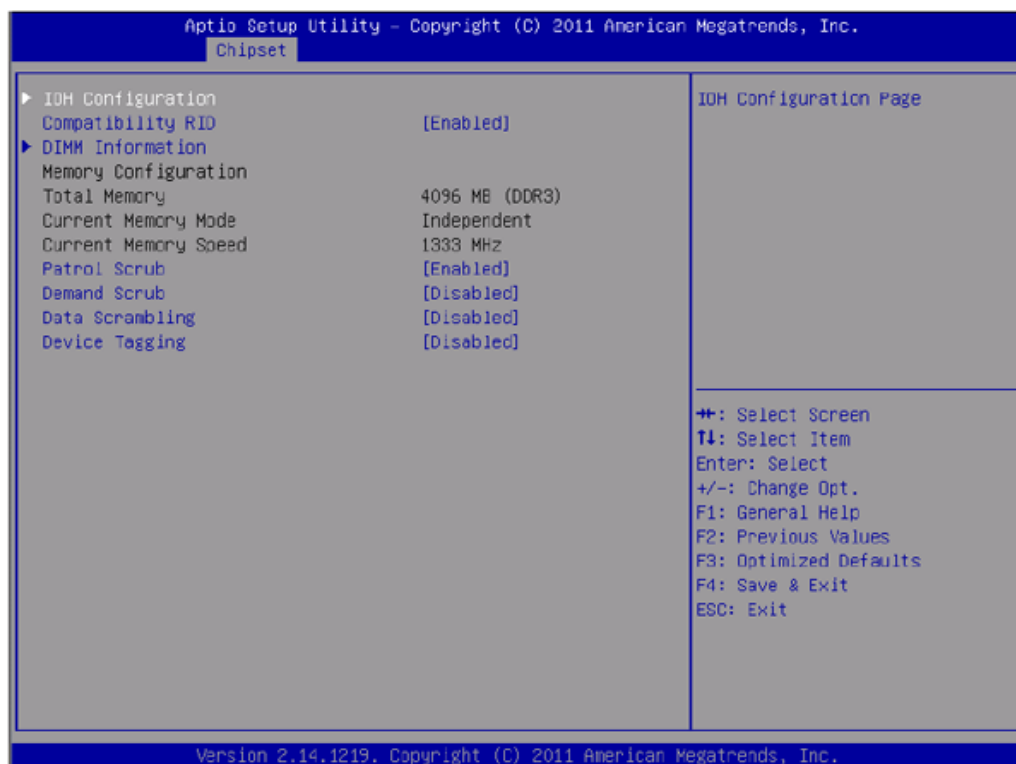 Aptio Setup Utility – Copyright (C) 2011 American Megatrends, Inc.
Chipset
IOH Configuration
Compatibility RID [Enabled]
DIMM Information
Memory Configuration
Total Memory 4096 MB (DDR3)
Current Memory Mode Independent
Current Memory Speed 1333 MHz
Patrol Scrub [Enabled]
Demand Scrub [Disabled]
Data Scrambling [Disabled]
Device Tagging [Disabled]
IOH Configuration Page
→←: Select Screen
↑↓: Select Item
Enter: Select
+/-: Change Opt.
F1: General Help
F2: Previous Values
F3: Optimized Defaults
F4: Save & Exit
ESC: Exit
Version 2.14.1219. Copyright (C) 2011 American Megatrends, Inc.